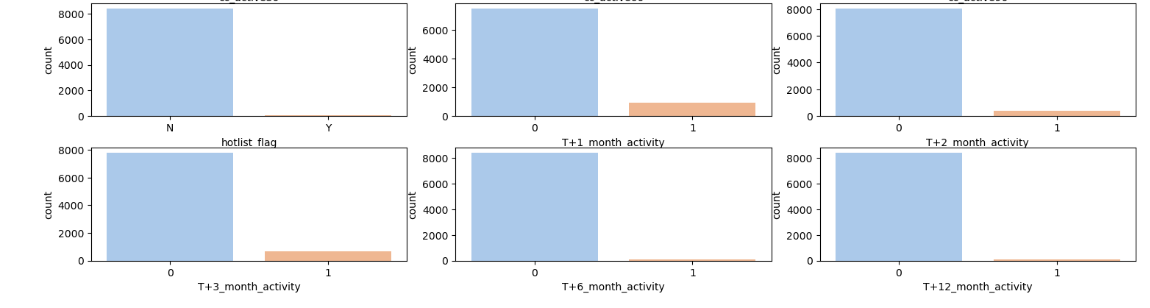 8000
6000
4000
2000
0
count
N Y
hotlist_flag
6000
4000
2000
0
count
0 1
T+1_month_activity
8000
6000
4000
2000
0
count
0 1
T+2_month_activity
8000
6000
4000
2000
0
count
0 1
T+3_month_activity
8000
6000
4000
2000
0
count
0 1
T+6_month_activity
8000
6000
4000
2000
0
count
0 1
T+12_month_activity